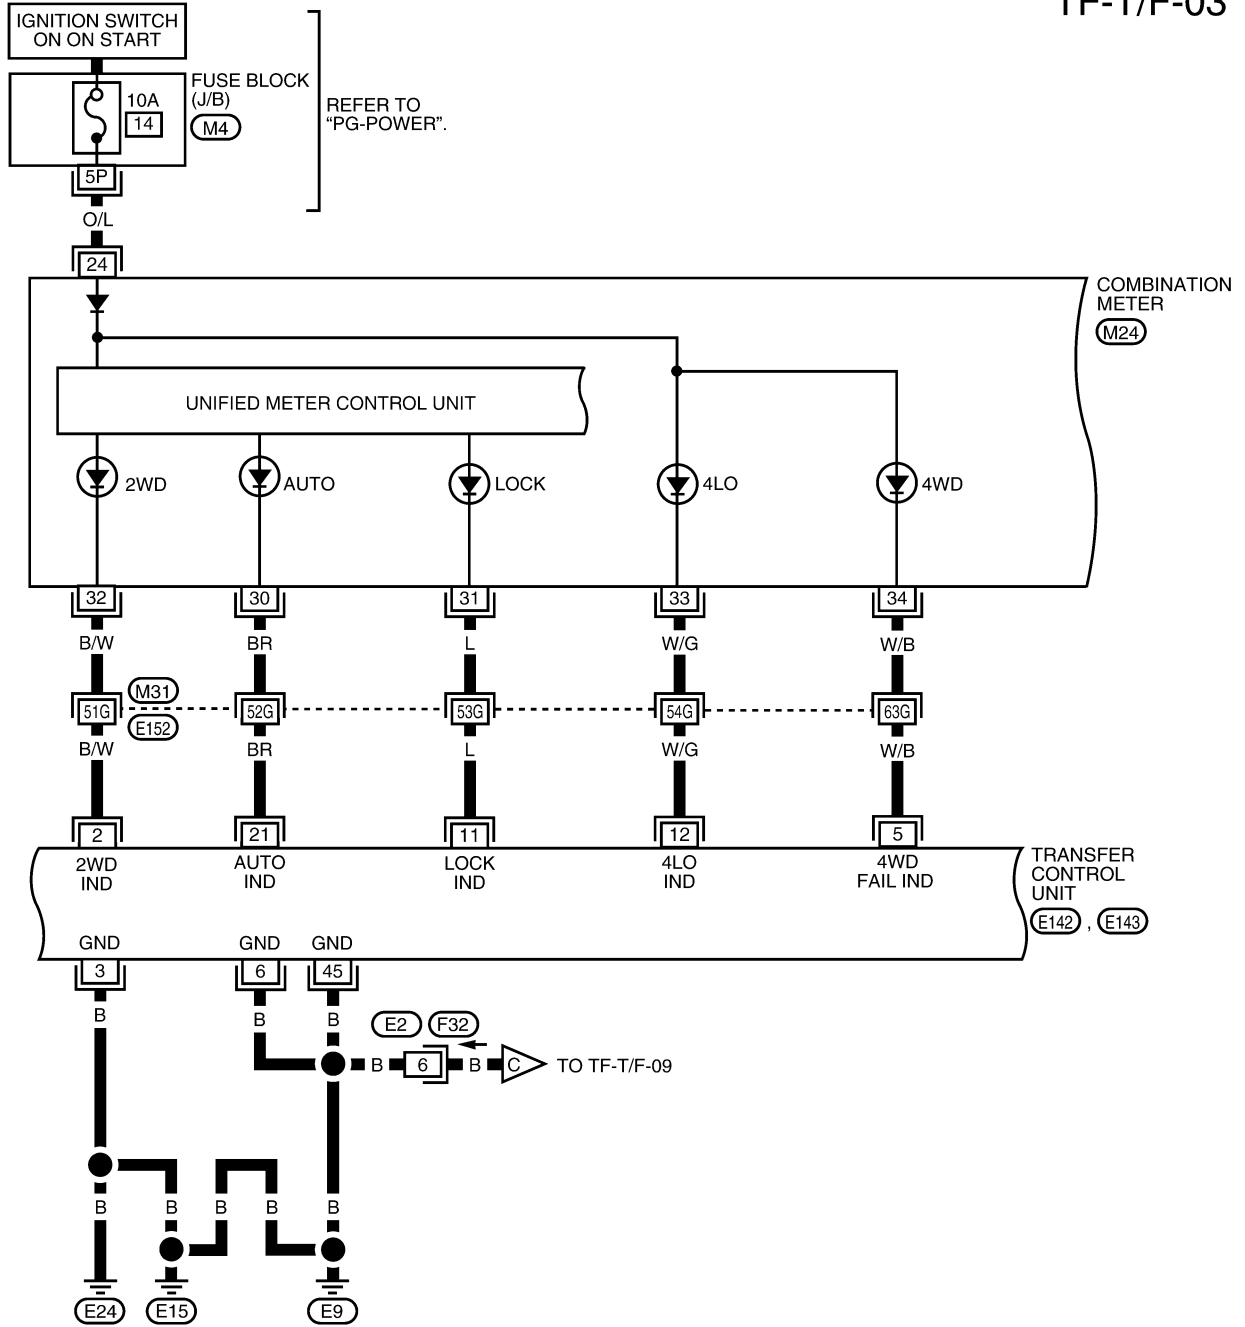 TF-T/F-03
IGNITION SWITCH
ON OR START
FUSE BLOCK
(J/B)
M4
10A
14
REFER TO
“PG-POWER”.
5P
O/L
24
COMBINATION
METER
M24
UNIFIED METER CONTROL UNIT
2WD
AUTO
LOCK
4LO
4WD
32 30 31 33 34
B/W BR L W/G W/B
M31
51G 52G 53G 54G 63G
E152
B/W BR L W/G W/B
2 21 11 12 5
2WD
IND
AUTO
IND
LOCK
IND
4LO
IND
4WD
FAIL IND
TRANSFER
CONTROL
UNIT
E142 , E143
GND GND GND
3 6 45
B B B
E2 F32
B 6 B C TO TF-T/F-09
B B B B B
E24 E15 E9